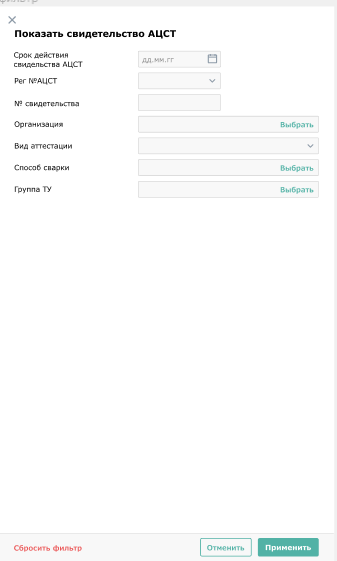 фильтр
Показать свидетельство АЦСТ
Срок действия
свидельства АЦСТ
дд.мм.гг
Рег №АЦСТ
№ свидетельства
Организация
Выбрать
Вид аттестации
Способ сварки
Выбрать
Группа ТУ
Выбрать
Сбросить фильтр
Отменить
Применить